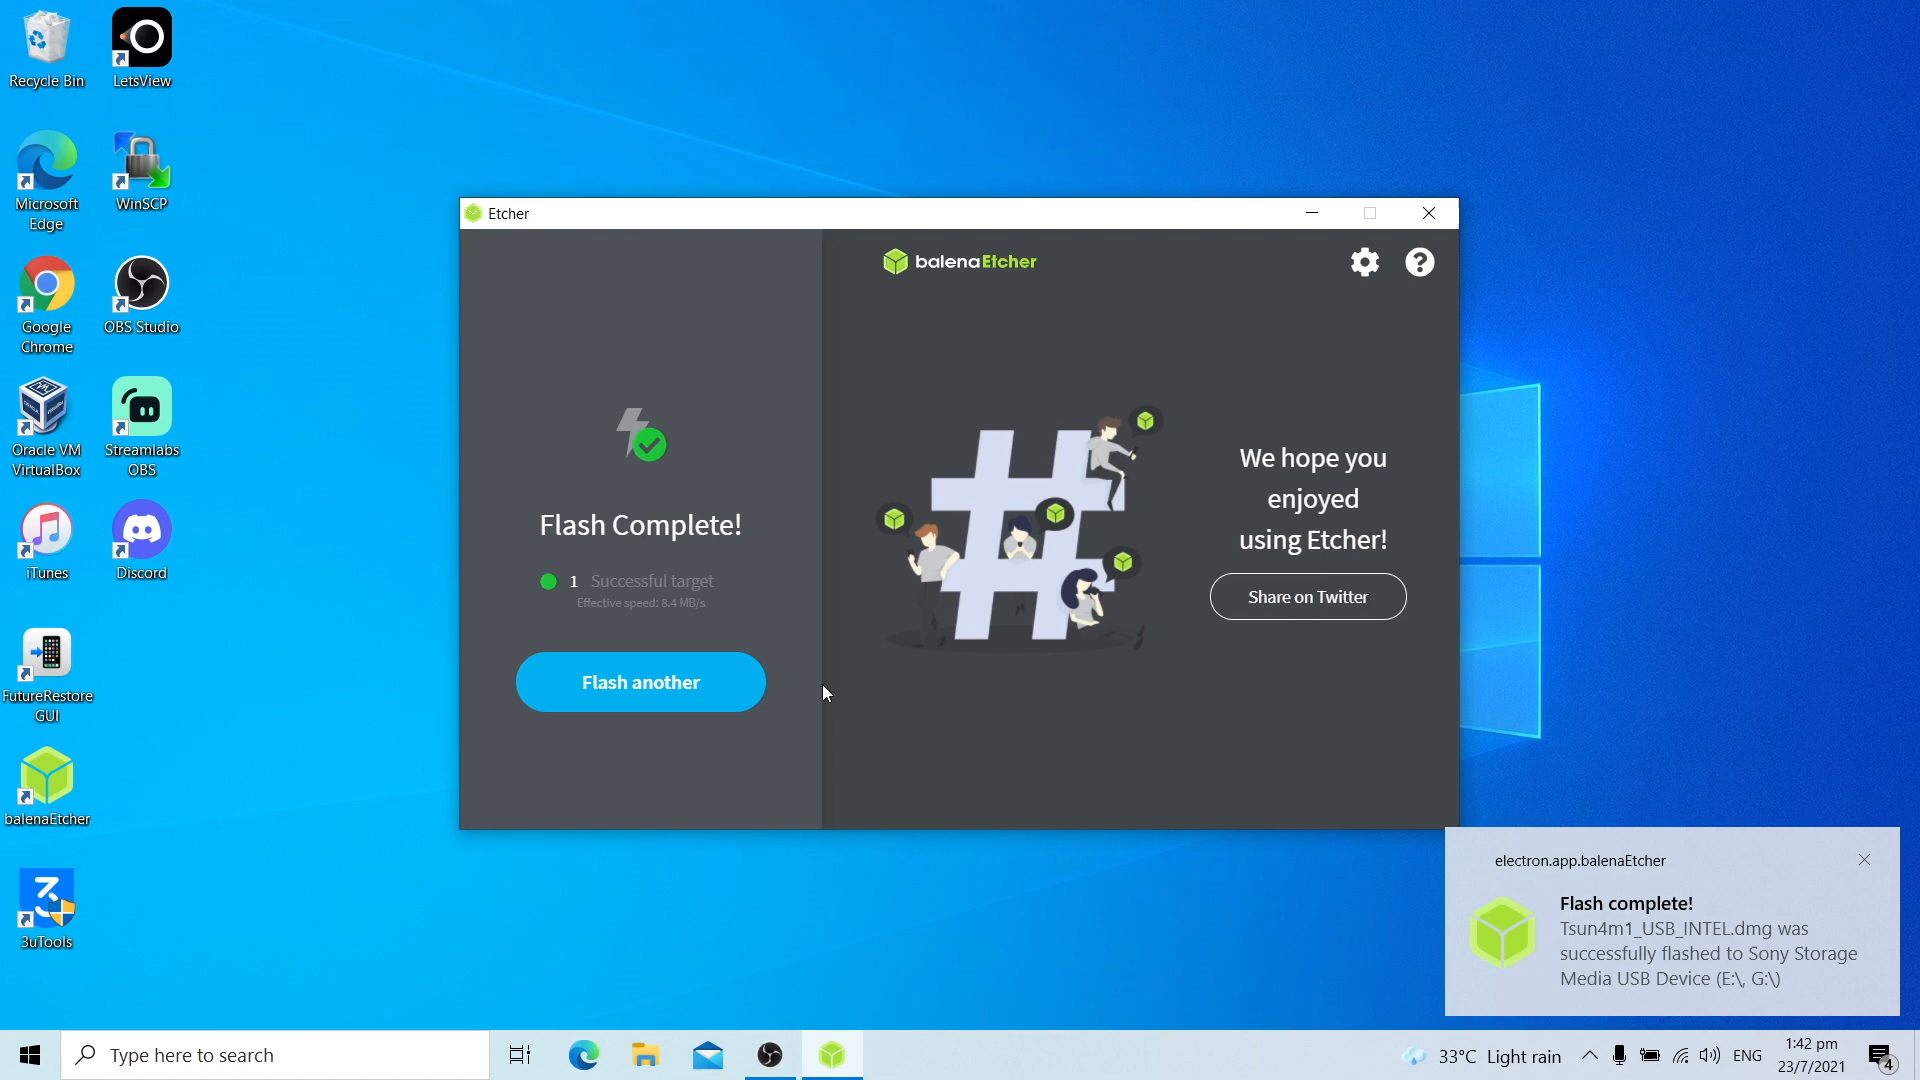 Recycle Bin
LetsView
Microsoft
Edge
WinSCP
Google
Chrome
OBS Studio
Oracle VM
VirtualBox
Streamlabs
OBS
iTunes
Discord
FutureRestore
GUI
balenaEtcher
3uTools
Etcher
balenaEtcher
Flash Complete!
1 Successful target
Effective speed: 8.4 MB/s
Flash another
We hope you
enjoyed
using Etcher!
Share on Twitter
electron.app.balenaEtcher
Flash complete!
Tsun4m1_USB_INTEL.dmg was
successfully flashed to Sony Storage
Media USB Device (E:\, G:\)
Type here to search
33°C Light rain
ENG
1:42 pm
23/7/2021
4